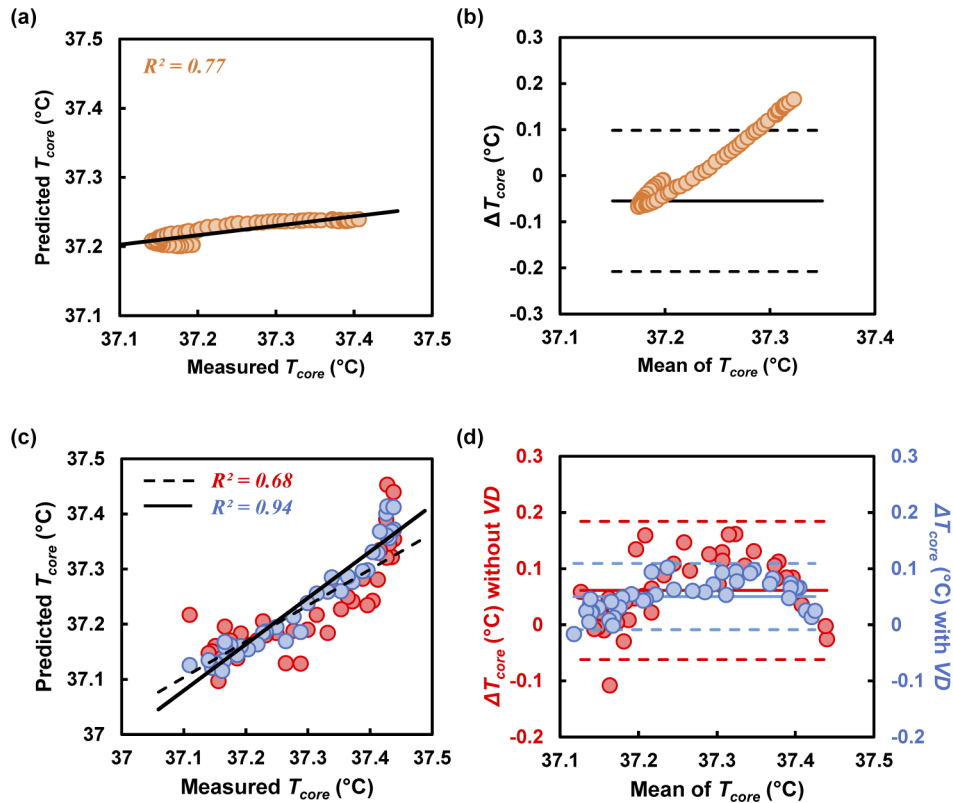 (a)
37.5
37.4
37.3
37.2
37.1
37.1 37.2 37.3 37.4 37.5
Predicted Tcore (°C)
Measured Tcore (°C)
R² = 0.77
(b)
0.3
0.2
0.1
0
-0.1
-0.2
-0.3
37.1 37.2 37.3 37.4
ΔTcore (°C)
Mean of Tcore (°C)
(c)
37.5
37.4
37.3
37.2
37.1
37
37 37.1 37.2 37.3 37.4 37.5
Predicted Tcore (°C)
Measured Tcore (°C)
R² = 0.68
R² = 0.94
(d)
0.3
0.2
0.1
0
-0.1
-0.2
37.1 37.2 37.3 37.4 37.5
ΔTcore (°C) without VD
Mean of Tcore (°C)
0.3
0.2
0.1
0
-0.1
-0.2
ΔTcore (°C) with VD